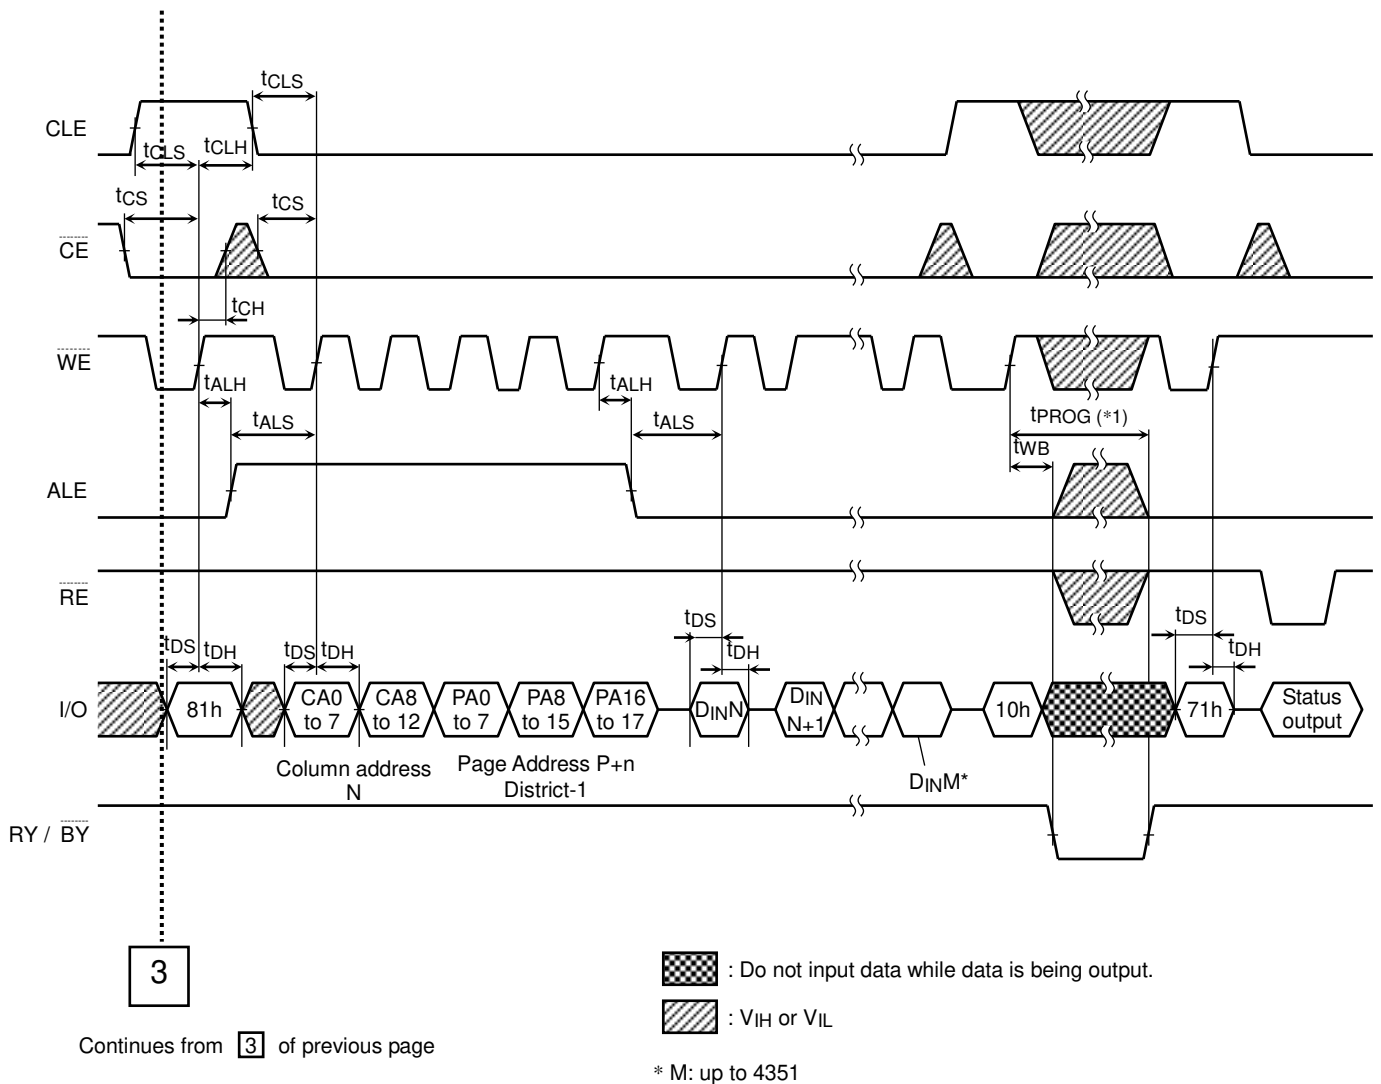 tCLS
CLE
tCLS tCLH
tCS tCS
CE
tCH
WE
tALH tALH
tALS tALS tPROG (*1)
tWB
ALE
RE
tDS tDH tDS tDH tDS tDH tDS tDH
I/O 81h CA0 to 7 CA8 to 12 PA0 to 7 PA8 to 15 PA16 to 17 DINN DIN N+1 10h 71h Status output
Column address N
Page Address P+n
District-1
DINM*
RY / BY
3
: Do not input data while data is being output.
: VIH or VIL
Continues from 3 of previous page
* M: up to 4351